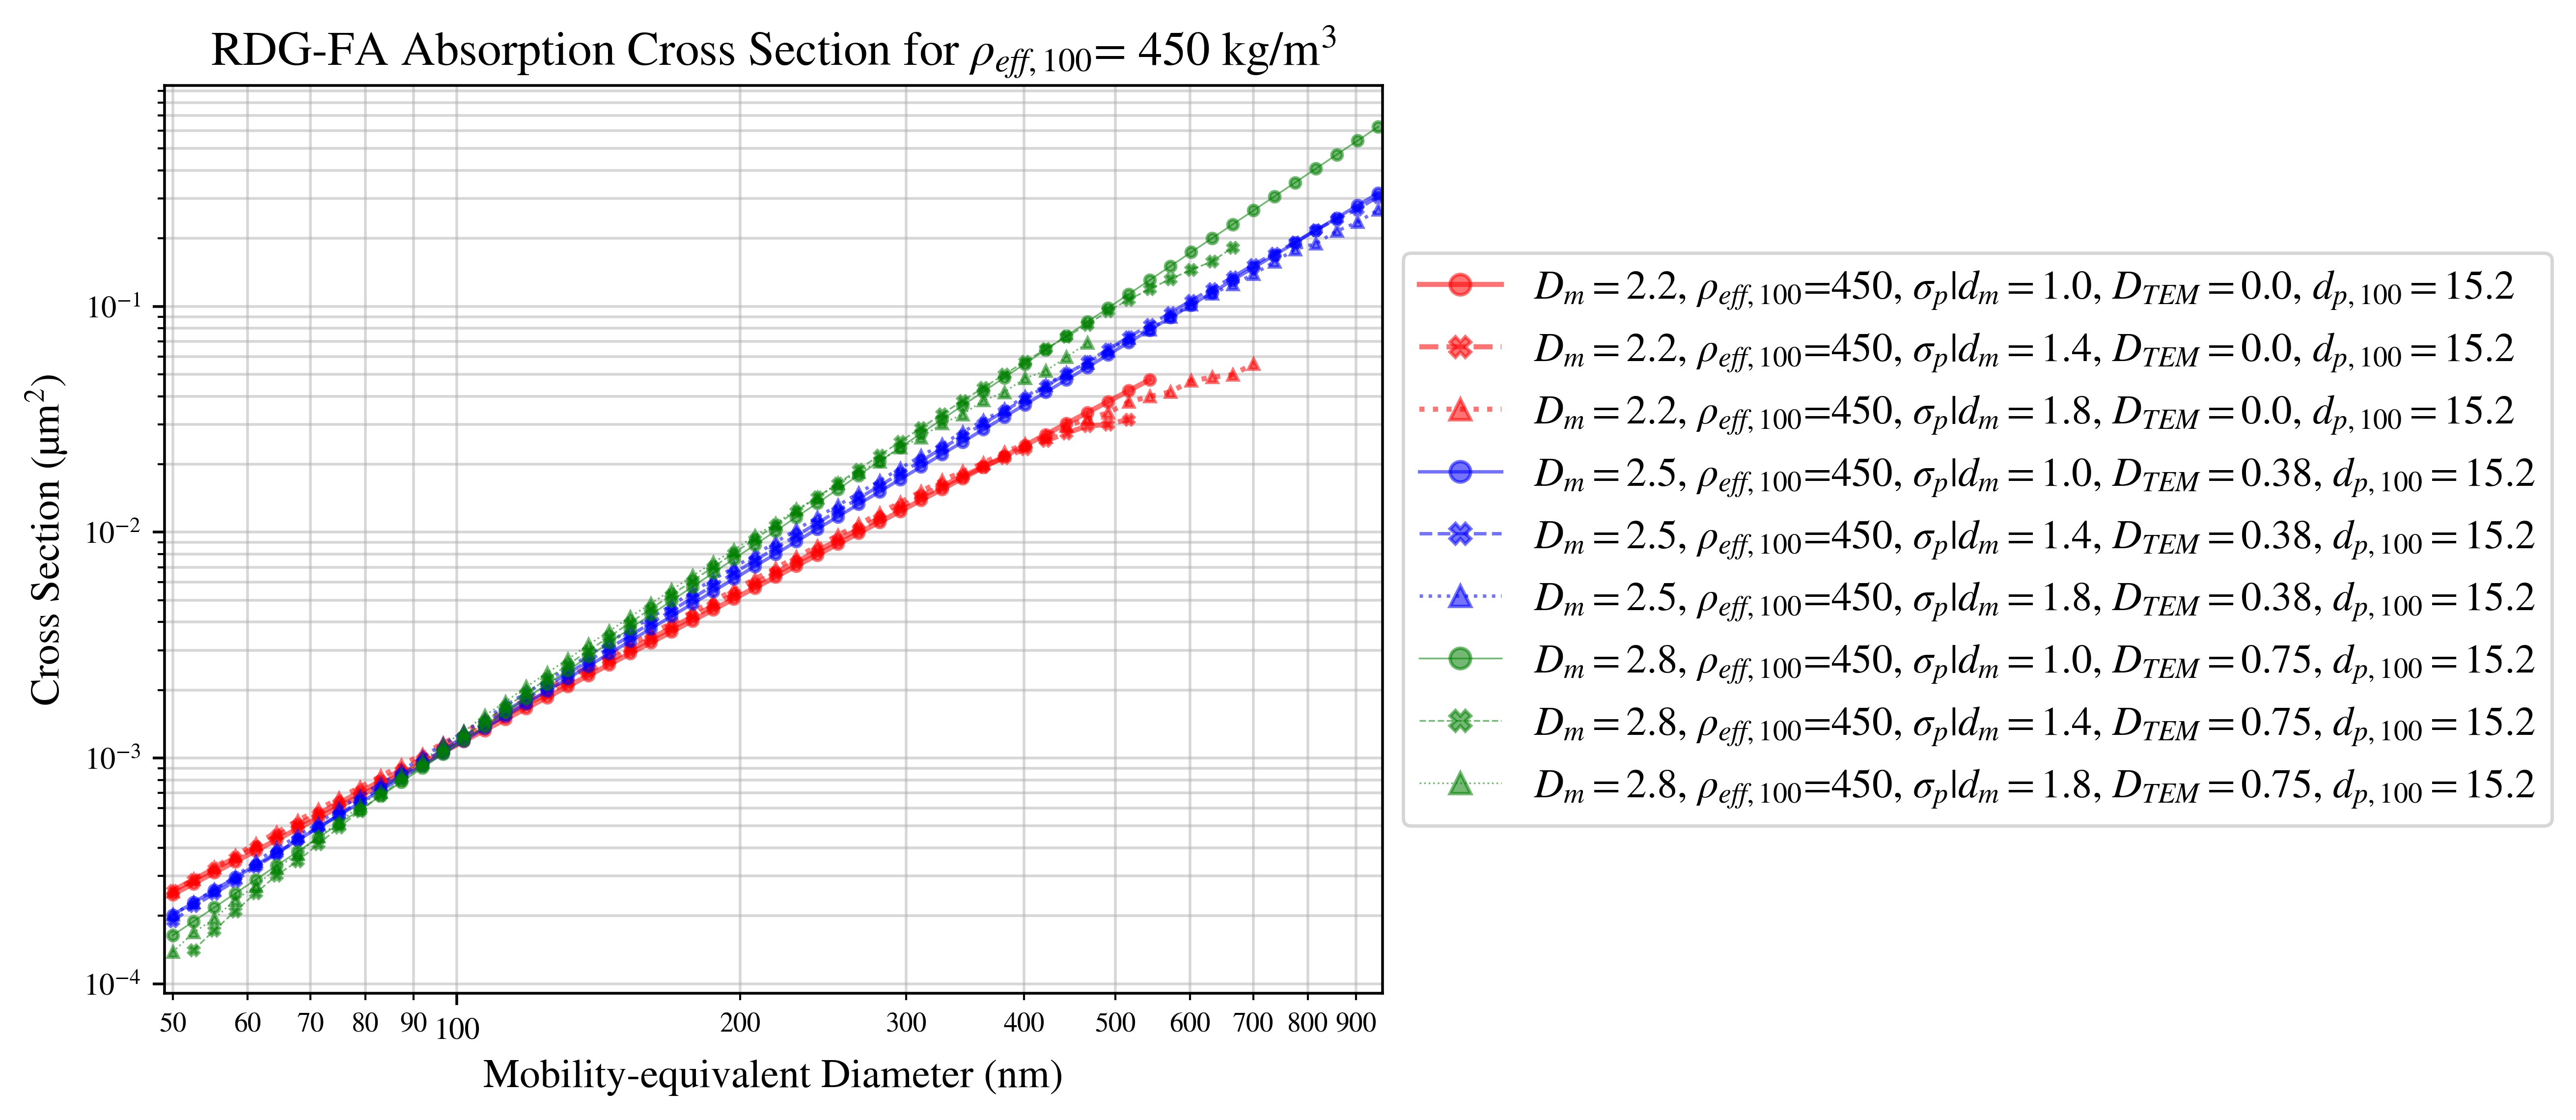 RDG-FA Absorption Cross Section for ρeff,100= 450 kg/m³
Cross Section (μm²)
10⁻¹
10⁻²
10⁻³
10⁻⁴
50 60 70 80 90 100 200 300 400 500 600 700 800 900
Mobility-equivalent Diameter (nm)
Dm = 2.2, ρeff,100=450, σp|dm = 1.0, DTEM = 0.0, dp,100 = 15.2
Dm = 2.2, ρeff,100=450, σp|dm = 1.4, DTEM = 0.0, dp,100 = 15.2
Dm = 2.2, ρeff,100=450, σp|dm = 1.8, DTEM = 0.0, dp,100 = 15.2
Dm = 2.5, ρeff,100=450, σp|dm = 1.0, DTEM = 0.38, dp,100 = 15.2
Dm = 2.5, ρeff,100=450, σp|dm = 1.4, DTEM = 0.38, dp,100 = 15.2
Dm = 2.5, ρeff,100=450, σp|dm = 1.8, DTEM = 0.38, dp,100 = 15.2
Dm = 2.8, ρeff,100=450, σp|dm = 1.0, DTEM = 0.75, dp,100 = 15.2
Dm = 2.8, ρeff,100=450, σp|dm = 1.4, DTEM = 0.75, dp,100 = 15.2
Dm = 2.8, ρeff,100=450, σp|dm = 1.8, DTEM = 0.75, dp,100 = 15.2